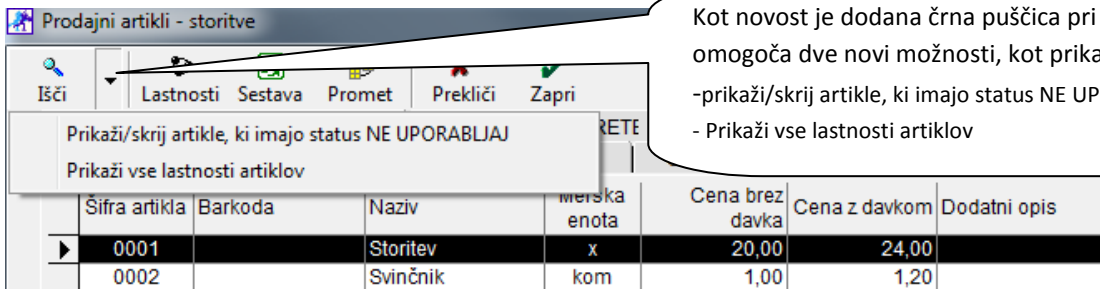 Prodajni artikli - storitve
Kot novost je dodana črna puščica pri
omogoča dve novi možnosti, kot
-prikaži/skrij artikle, ki imajo status NE
- Prikaži vse lastnosti artiklov
Išči Lastnosti Sestava Promet Prekliči Zapri
Prikaži/skrij artikle, ki imajo status NE UPORABLJAJ
Prikaži vse lastnosti artiklov
Šifra artikla Barkoda Naziv Merska enota Cena brez davka Cena z davkom Dodatni opis
0001 Storitev x 20,00 24,00
0002 Svinčnik kom 1,00 1,20